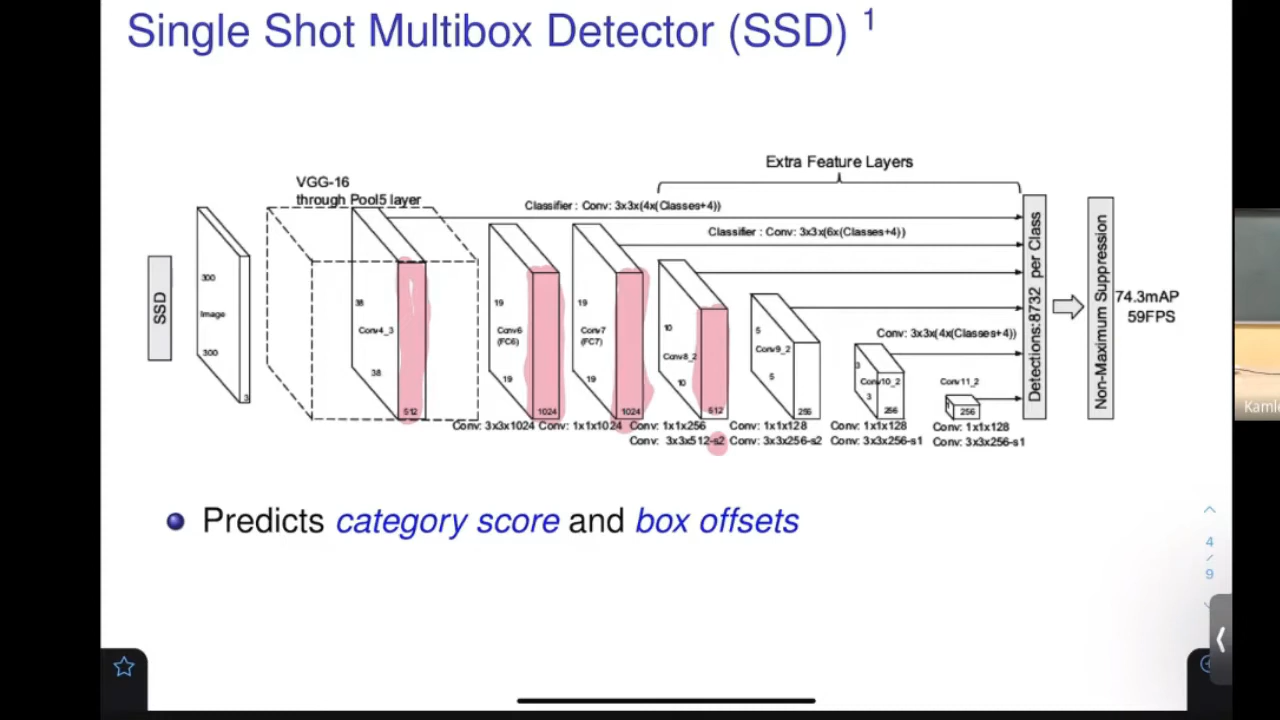 Single Shot Multibox Detector (SSD) 1
Extra Feature Layers
VGG-16
through Pool5 layer
Classifier : Conv: 3x3x(4x(Classes+4))
Classifier : Conv: 3x3x(6x(Classes+4))
SSD
300
Image
300
3
38
Conv4_3
38
512
19
Conv6
(FC6)
19
1024
19
Conv7
(FC7)
19
1024
10
Conv8_2
10
512
5
Conv9_2
5
256
Conv: 3x3x(4x(Classes+4))
3
Conv10_2
3
256
Conv11_2
1
256
Detections:8732 per Class
Non-Maximum Suppression
74.3mAP
59FPS
Conv: 3x3x1024 Conv: 1x1x1024 Conv: 1x1x256 Conv: 1x1x128 Conv: 1x1x128 Conv: 1x1x128
Conv: 3x3x512-s2 Conv: 3x3x256-s2 Conv: 3x3x256-s1 Conv: 3x3x256-s1
Predicts category score and box offsets
4
/
9